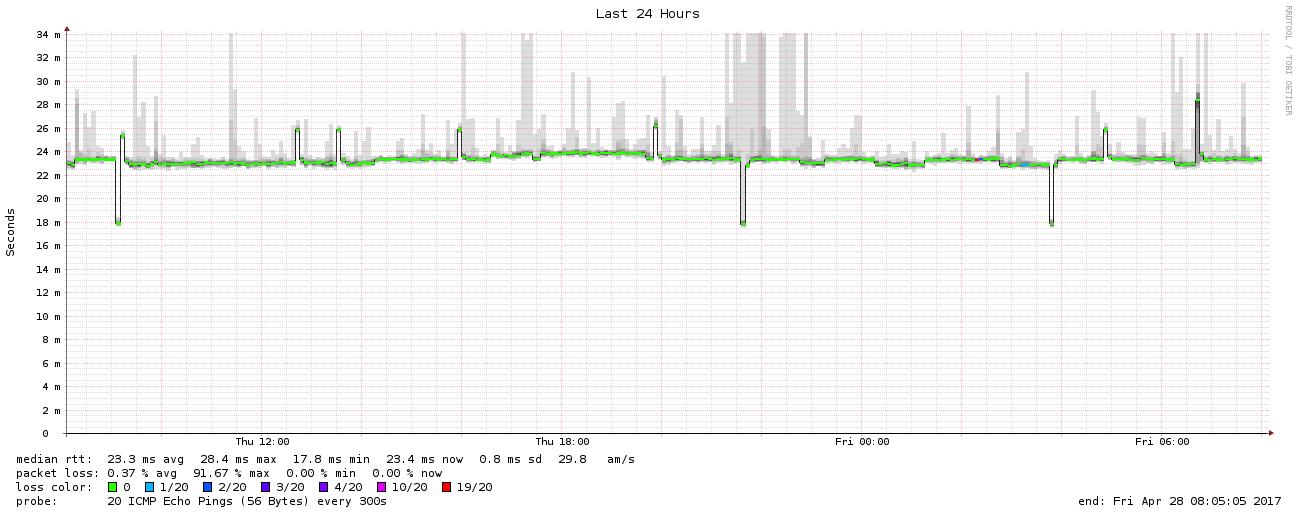 Last 24 Hours
RRDTOOL / TOBI OETIKER
Seconds
34 m
32 m
30 m
28 m
26 m
24 m
22 m
20 m
18 m
16 m
14 m
12 m
10 m
8 m
6 m
4 m
2 m
0
Thu 12:00 Thu 18:00 Fri 00:00 Fri 06:00
median rtt: 23.3 ms avg 28.4 ms max 17.8 ms min 23.4 ms now 0.8 ms sd 29.8 am/s
packet loss: 0.37 % avg 91.67 % max 0.00 % min 0.00 % now
loss color: 0 1/20 2/20 3/20 4/20 10/20 19/20
probe: 20 ICMP Echo Pings (56 Bytes) every 300s end: Fri Apr 28 08:05:05 2017